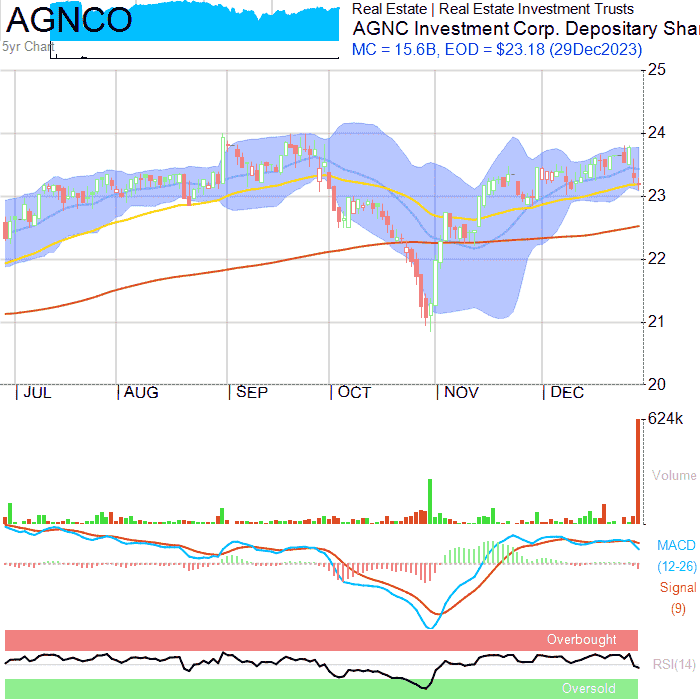 AGNCO
5yr Chart
Real Estate | Real Estate Investment Trusts
AGNC Investment Corp. Depositary Shar
MC = 15.6B, EOD = $23.18 (29Dec2023)
25
24
23
22
21
20
JUL AUG SEP OCT NOV DEC
624k
Volume
MACD
(12-26)
Signal
(9)
Overbought
RSI(14)
Oversold